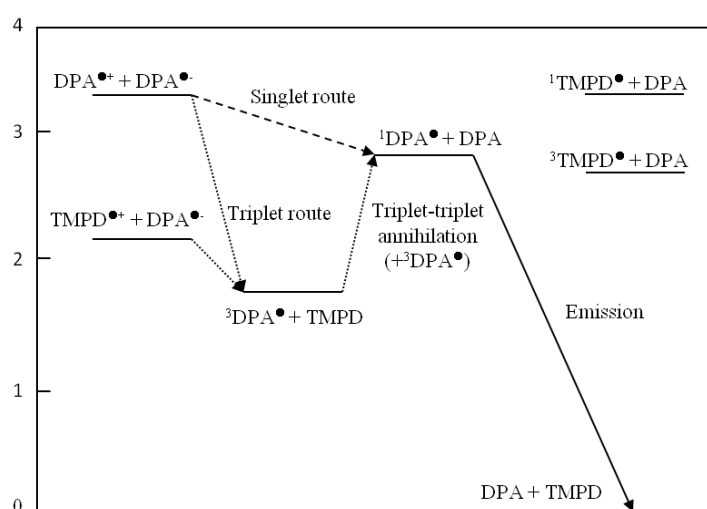 4
DPA●+ + DPA●-
¹TMPD● + DPA
Singlet route
3
¹DPA● + DPA
³TMPD● + DPA
TMPD●+ + DPA●-
Triplet route
Triplet-triplet
annihilation
(+³DPA●)
2
³DPA● + TMPD
Emission
1
DPA + TMPD
0